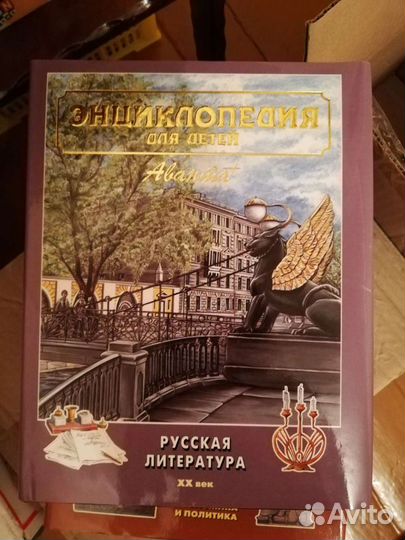 ЭНЦИКЛОПЕДИЯ
ДЛЯ ДЕТЕЙ
Аванта+
РУССКАЯ
ЛИТЕРАТУРА
XX век
И ПОЛИТИКА
Avito